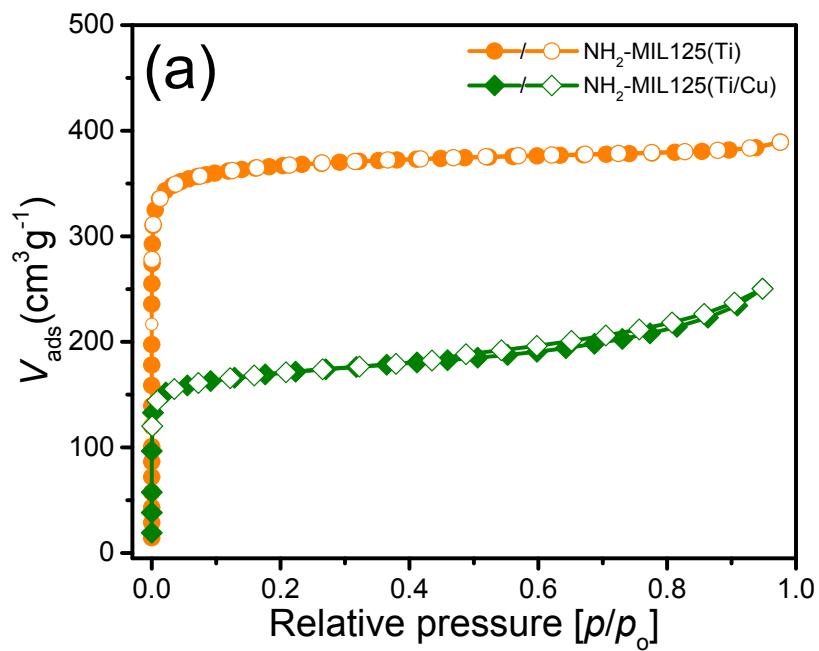 (a)
/ NH₂-MIL125(Ti)
/ NH₂-MIL125(Ti/Cu)
500
400
300
200
100
0
V_ads(cm³g⁻¹)
0.0 0.2 0.4 0.6 0.8 1.0
Relative pressure [p/pₒ]